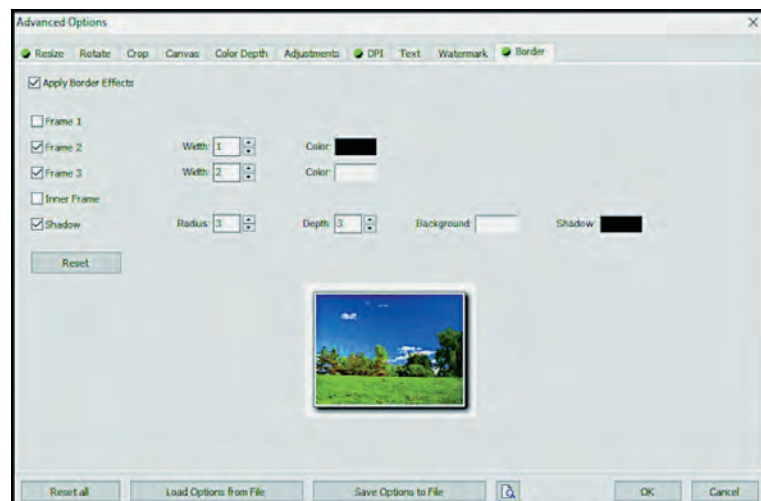 Advanced Options
Resize Rotate Crop Canvas Color Depth Adjustments DPI Text Watermark Border
Apply Border Effects
Frame 1
Frame 2 Width: 1 Color:
Frame 3 Width: 2 Color:
Inner Frame
Shadow Radius: 3 Depth: 3 Background: Shadow:
Reset
Reset all Load Options from File Save Options to File OK Cancel